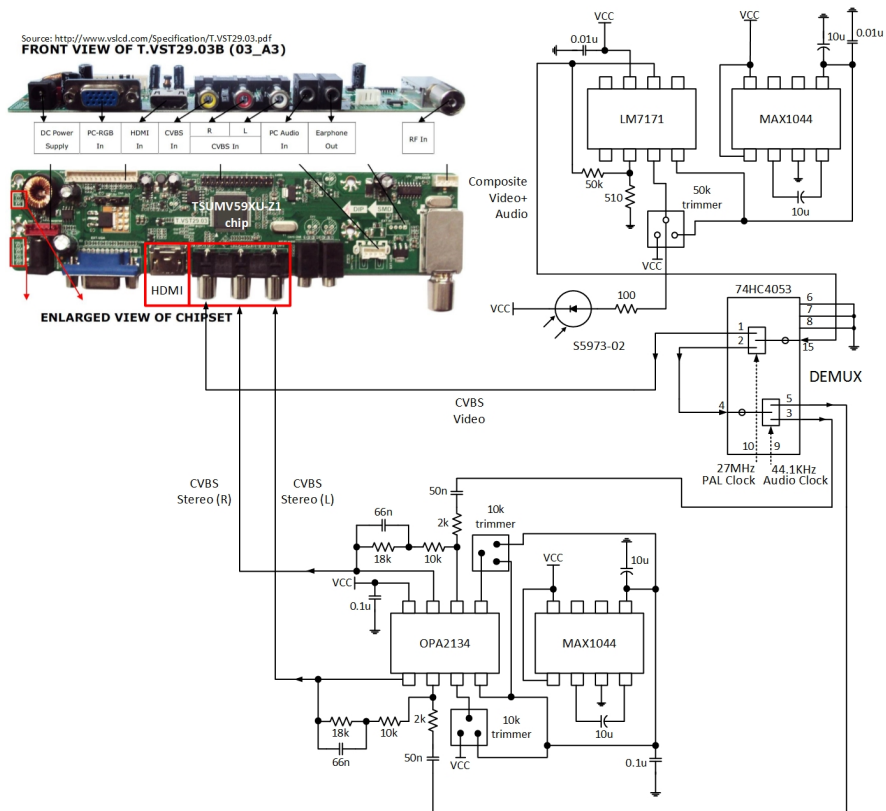 Source: http://www.vslcd.com/Specification/T.VST29.03.pdf
FRONT VIEW OF T.VST29.03B (03_A3)
DC Power Supply
PC-RGB In
HDMI In
CVBS In
R
L
CVBS In
PC Audio In
Earphone Out
RF In
TSUMV59XU-Z1
chip
T.VST29.03
DIP
SMD
HDMI
ENLARGED VIEW OF CHIPSET
VCC
0.01u
LM7171
50k
510
Composite
Video+
Audio
VCC
10u
0.01u
MAX1044
10u
50k
trimmer
VCC
VCC
100
S5973-02
74HC4053
6
7
8
1
2
15
DEMUX
4
5
3
10
9
27MHz
PAL Clock
44.1KHz
Audio Clock
CVBS
Video
CVBS
Stereo (R)
CVBS
Stereo (L)
50n
2k
66n
18k
10k
10k
trimmer
VCC
0.1u
OPA2134
VCC
10u
MAX1044
10u
18k
66n
10k
2k
50n
10k
trimmer
VCC
0.1u